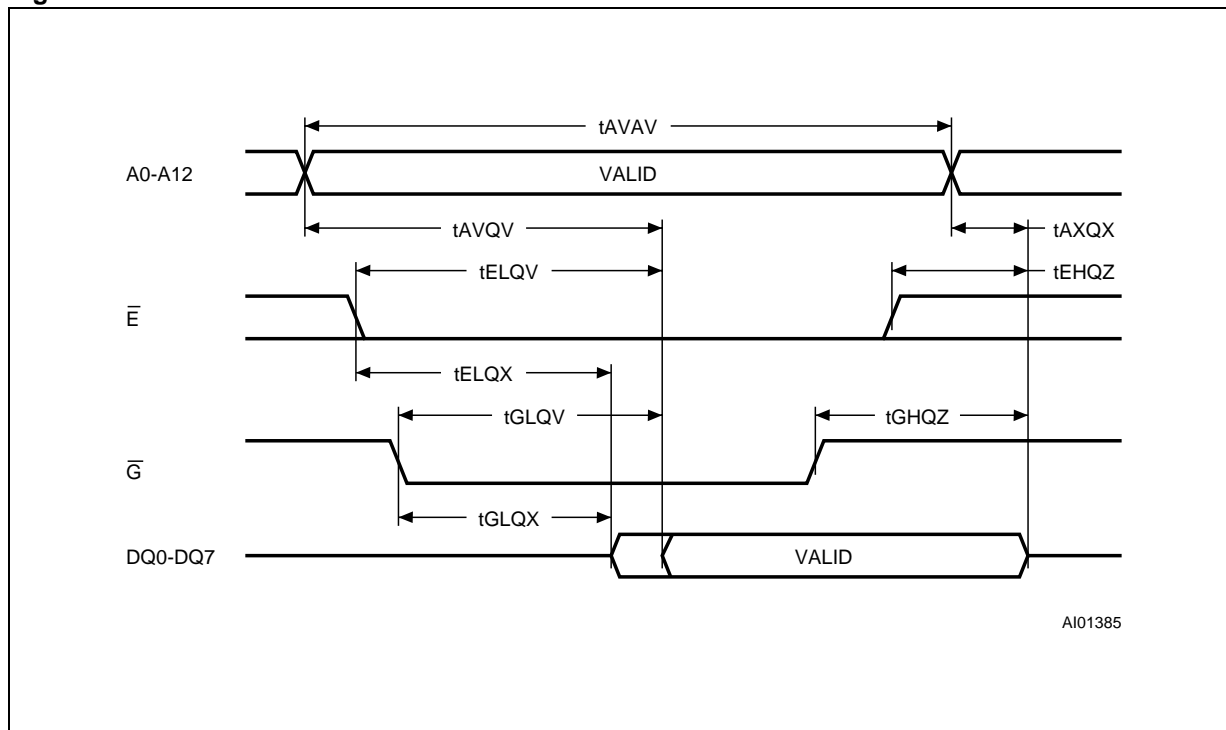 tAVAV
A0-A12
VALID
tAVQV
tAXQX
tELQV
tEHQZ
E̅
tELQX
tGLQV
tGHQZ
G̅
tGLQX
DQ0-DQ7
VALID
AI01385